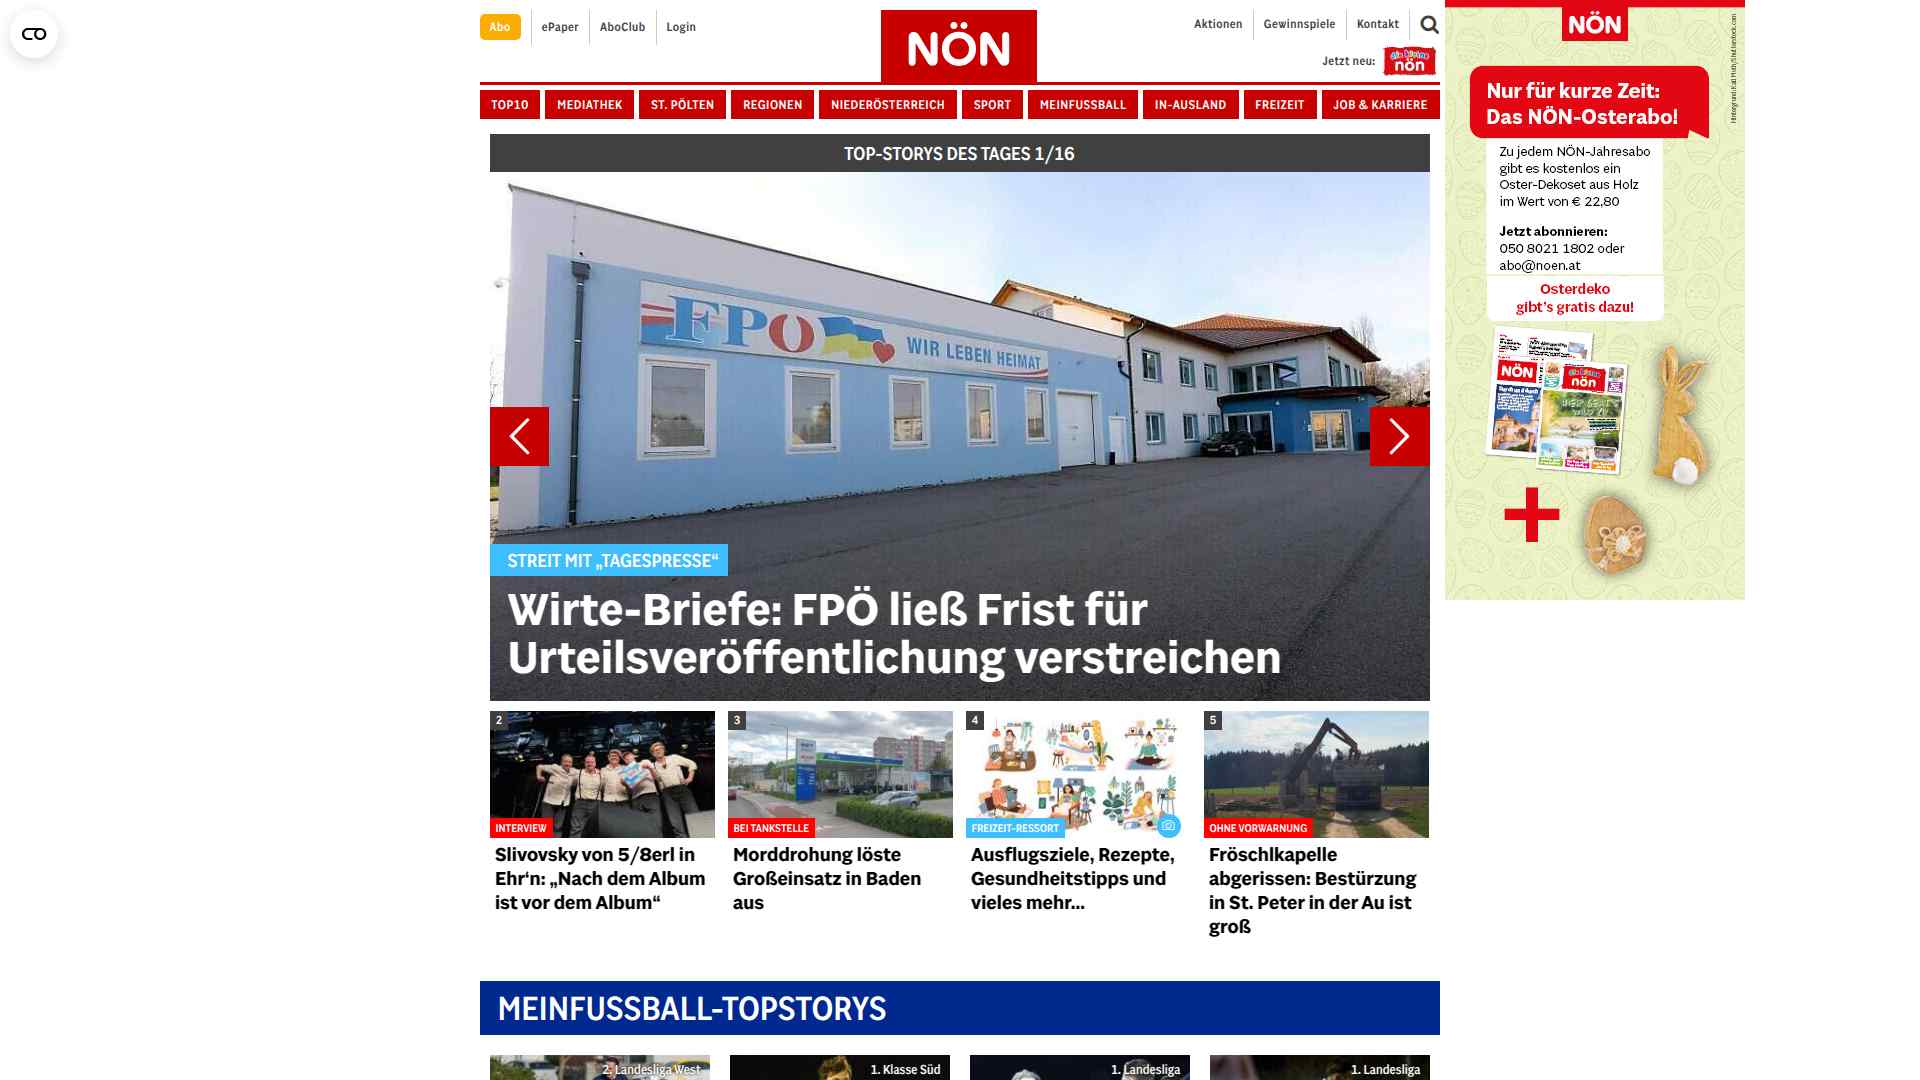 Abo
ePaper
AboClub
Login
NÖN
Aktionen
Gewinnspiele
Kontakt
Jetzt neu:
die kleine
nön
TOP10
MEDIATHEK
ST. PÖLTEN
REGIONEN
NIEDERÖSTERREICH
SPORT
MEINFUSSBALL
IN-AUSLAND
FREIZEIT
JOB & KARRIERE
TOP-STORYS DES TAGES 1/16
FPÖ
WIR LEBEN HEIMAT
STREIT MIT „TAGESPRESSE“
Wirte-Briefe: FPÖ ließ Frist für
Urteilsveröffentlichung verstreichen
2
INTERVIEW
Slivovsky von 5/8erl in
Ehr‘n: „Nach dem Album
ist vor dem Album“
3
BEI TANKSTELLE
Morddrohung löste
Großeinsatz in Baden
aus
4
FREIZEIT-RESSORT
Ausflugsziele, Rezepte,
Gesundheitstipps und
vieles mehr...
5
OHNE VORWARNUNG
Fröschlkapelle
abgerissen: Bestürzung
in St. Peter in der Au ist
groß
MEINFUSSBALL-TOPSTORYS
2. Landesliga West
1. Klasse Süd
1. Landesliga
1. Landesliga
NÖN
Nur für kurze Zeit:
Das NÖN-Osterabo!
Zu jedem NÖN-Jahresabo
gibt es kostenlos ein
Oster-Dekoset aus Holz
im Wert von € 22,80
Jetzt abonnieren:
050 8021 1802 oder
abo@noen.at
Osterdeko
gibt's gratis dazu!
NÖN
die kleine
nön